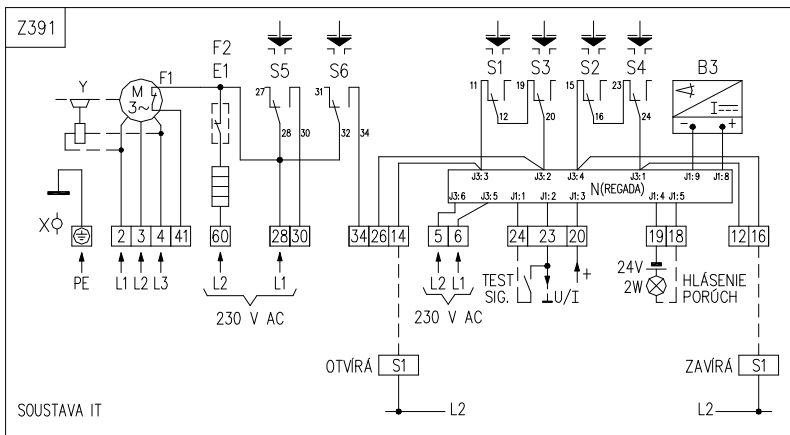 Z391
F2
E1
S5
S6
S1
S3
S2
S4
B3
Y
F1
M
3~
27
31
11
19
15
23
I
28
30
32
34
12
20
16
24
- +
J3:3
J3:2
J3:4
J3:1
J1:9
J1:8
N(REGADA)
J3:6
J3:5
J1:1
J1:2
J1:3
J1:4
J1:5
X
2
3
4
41
60
28
30
34
26
14
5
6
24
23
20
19
18
12
16
PE
L1
L2
L3
L2
L1
230 V AC
L2
L1
230 V AC
TEST
SIG.
U/I
+
24V
2W
HLÁSENIE
PORÚCH
OTVÍRÁ
S1
ZAVÍRÁ
S1
L2
L2
SOUSTAVA IT